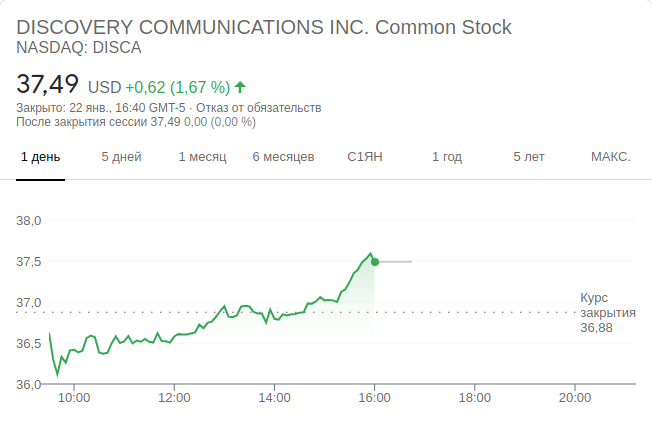 DISCOVERY COMMUNICATIONS INC. Common Stock
NASDAQ: DISCA
37,49 USD +0,62 (1,67 %)
Закрыто: 22 янв., 16:40 GMT-5 · Отказ от обязательств
После закрытия сессии 37,49 0,00 (0,00 %)
1 день 5 дней 1 месяц 6 месяцев С1ЯН 1 год 5 лет МАКС.
38,0
37,5
37,0
36,5
36,0
Курс
закрытия
36,88
10:00 12:00 14:00 16:00 18:00 20:00